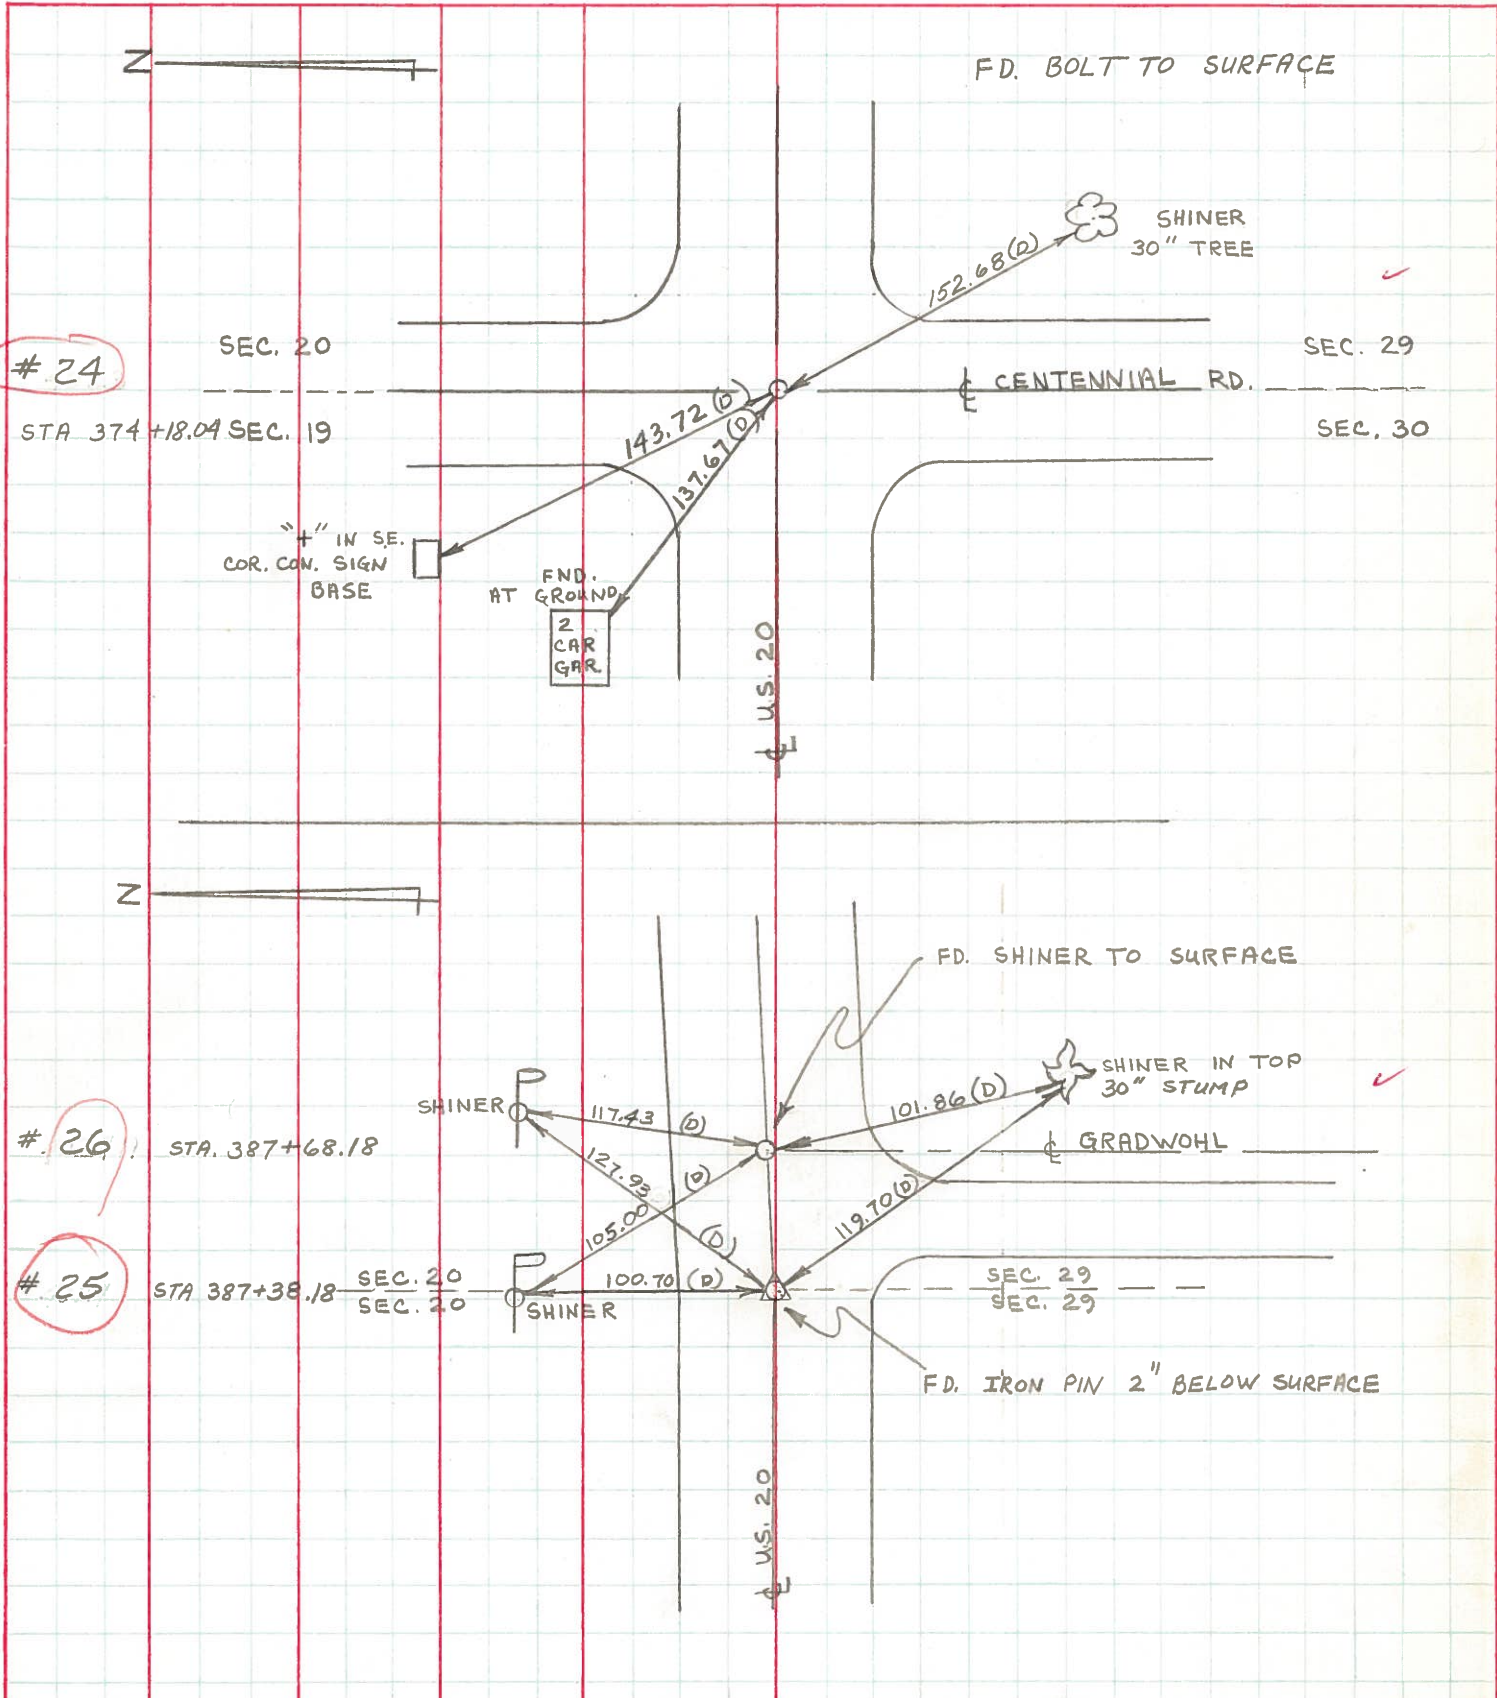 N
FD. BOLT TO SURFACE
SHINER
30" TREE
152.68 (D)
SEC. 20
SEC. 29
# 24
℄ CENTENNIAL RD.
STA 374+18.04 SEC. 19
SEC. 30
143.72 (D)
137.67 (D)
"+" IN S.E.
COR. CON. SIGN
BASE
FND.
AT GROUND
2
CAR
GAR.
℄ U.S. 20
N
FD. SHINER TO SURFACE
SHINER IN TOP
30" STUMP
SHINER
117.43 (D)
101.86 (D)
# 26
STA. 387+68.18
℄ GRADWOHL
127.93 (D)
105.00 (D)
119.70 (D)
# 25
STA 387+38.18
SEC. 20
SEC. 20
100.70 (D)
SEC. 29
SEC. 29
SHINER
FD. IRON PIN 2" BELOW SURFACE
℄ U.S. 20